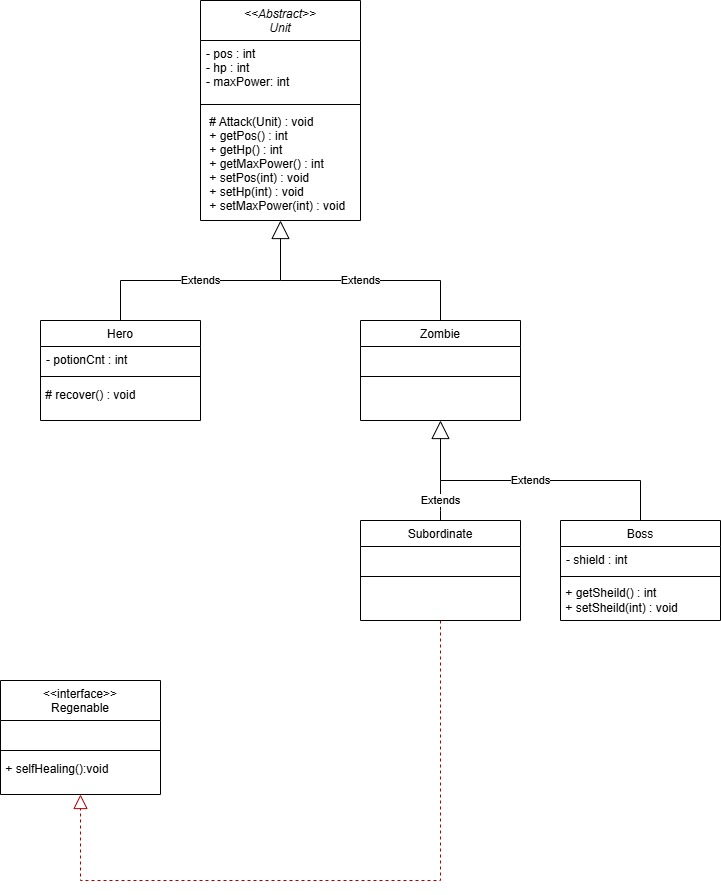 <<Abstract>>
Unit
- pos : int
- hp : int
- maxPower: int
# Attack(Unit) : void
+ getPos() : int
+ getHp() : int
+ getMaxPower() : int
+ setPos(int) : void
+ setHp(int) : void
+ setMaxPower(int) : void
Extends
Extends
Hero
- potionCnt : int
# recover() : void
Zombie
Extends
Extends
Subordinate
Boss
- shield : int
+ getSheild() : int
+ setSheild(int) : void
<<interface>>
Regenable
+ selfHealing():void